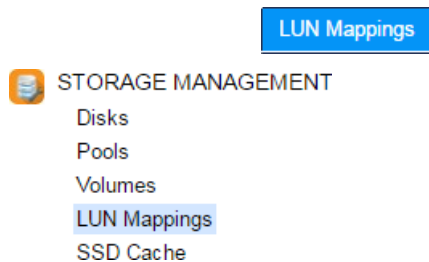 LUN Mappings
STORAGE MANAGEMENT
Disks
Pools
Volumes
LUN Mappings
SSD Cache